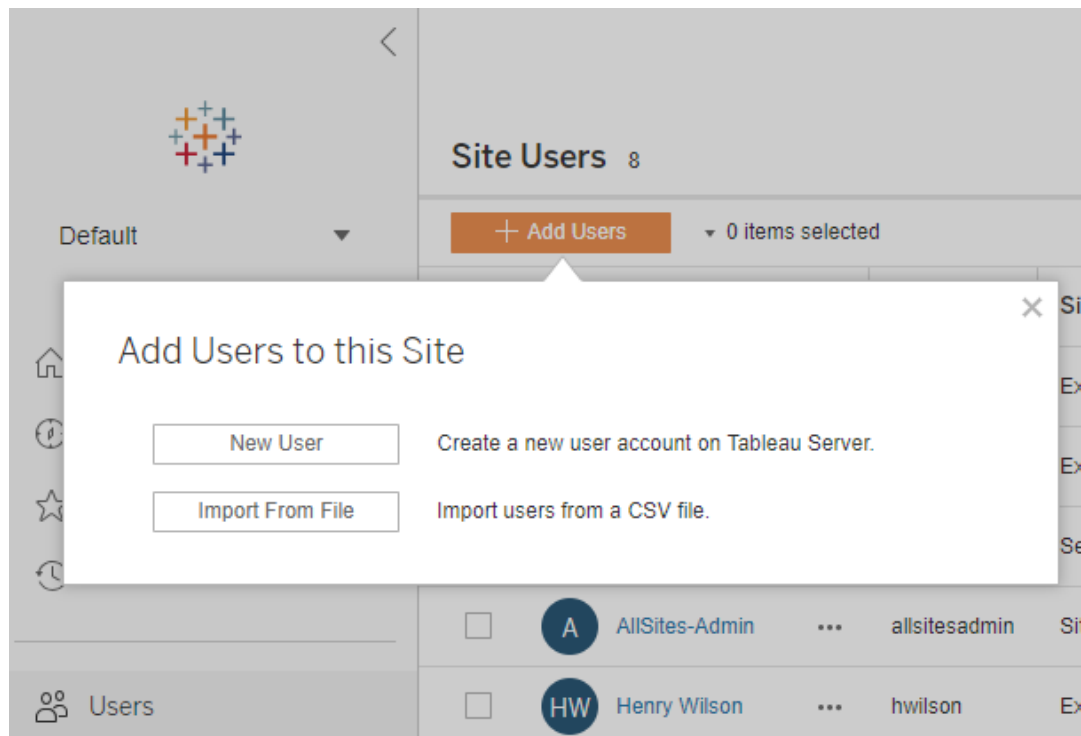 Site Users 8
Default
+ Add Users
0 items selected
Add Users to this Site
New User
Create a new user account on Tableau Server.
Import From File
Import users from a CSV file.
A
AllSites-Admin
allsitesadmin
Users
HW
Henry Wilson
hwilson